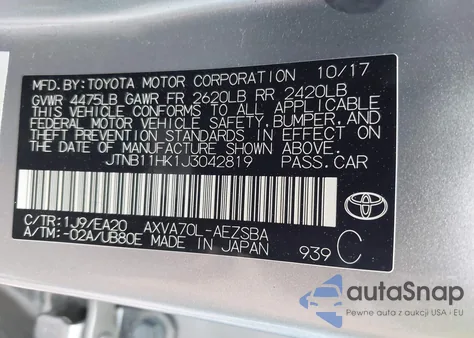 MFD. BY: TOYOTA MOTOR CORPORATION 10/17
GVWR 4475LB GAWR FR 2620LB RR 2420LB
THIS VEHICLE CONFORMS TO ALL APPLICABLE
FEDERAL MOTOR VEHICLE SAFETY, BUMPER, AND
THEFT PREVENTION STANDARDS IN EFFECT ON
THE DATE OF MANUFACTURE SHOWN ABOVE.
JTNB11HK1J3042819 PASS.CAR
C/TR: 1J9/EA20 AXVA70L-AEZSBA
A/TM: -02A/UB80E MADE IN JAPAN 939 C
autoSnap
Pewne auta z aukcji USA - EU